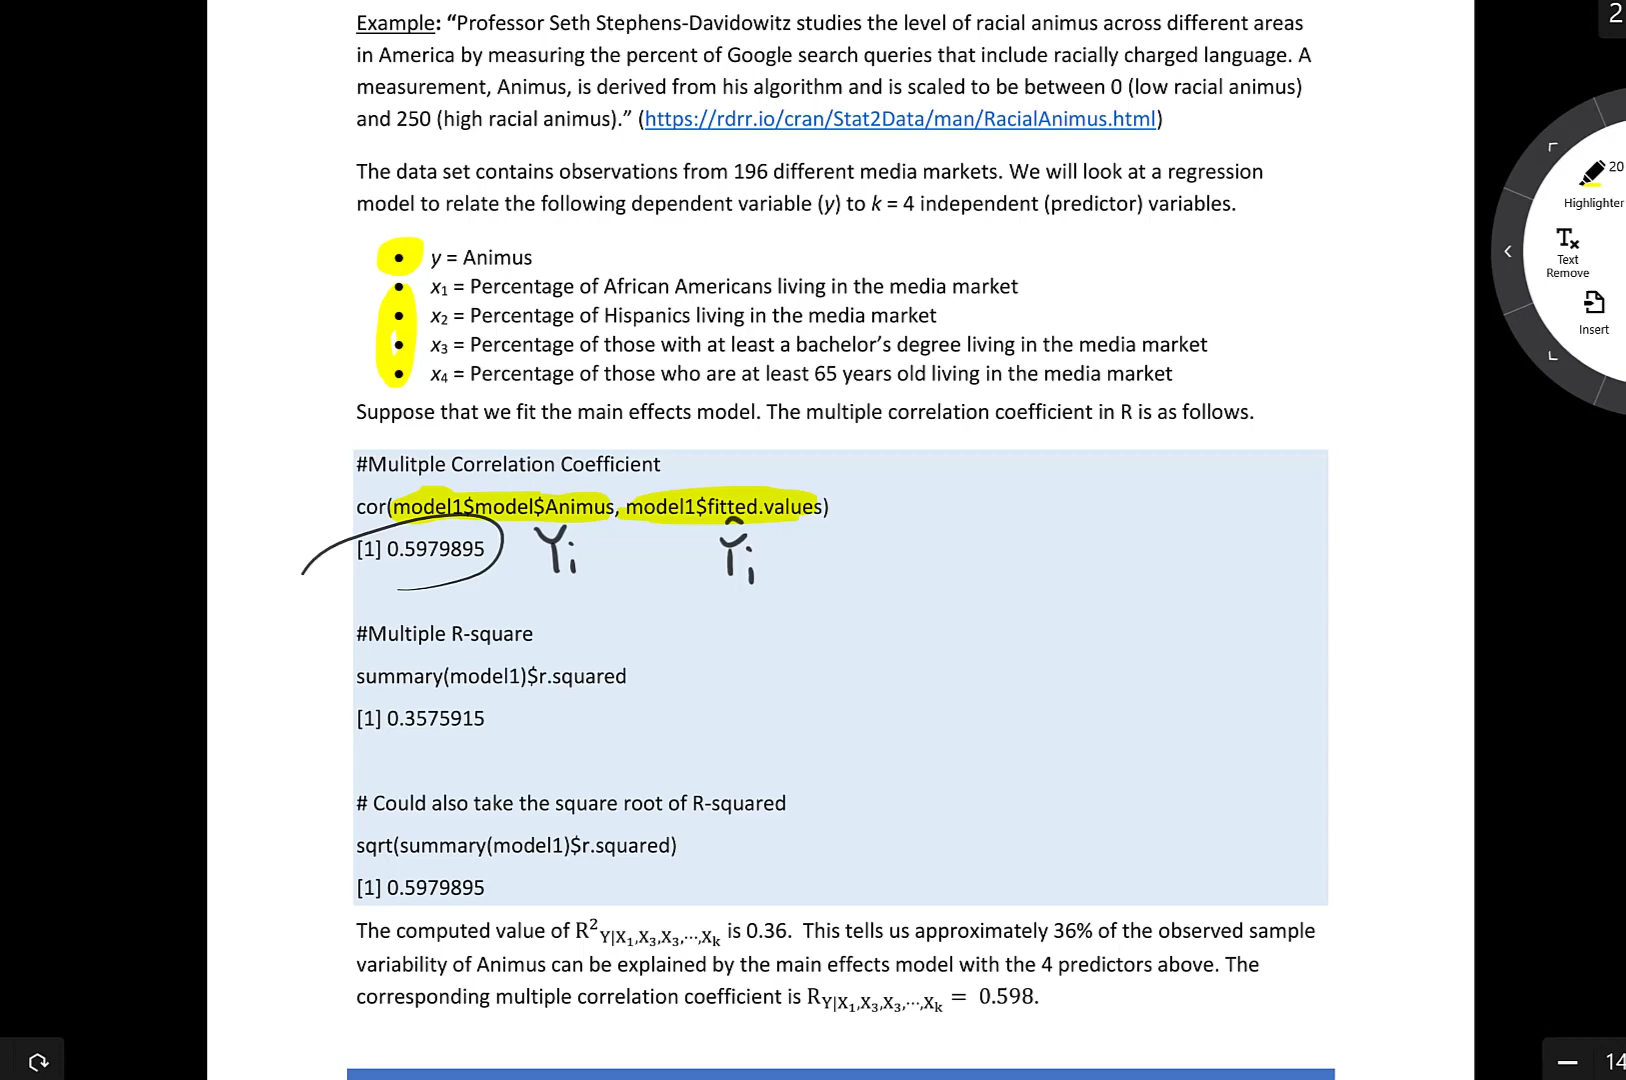 Example: “Professor Seth Stephens-Davidowitz studies the level of racial animus across different areas
in America by measuring the percent of Google search queries that include racially charged language. A
measurement, Animus, is derived from his algorithm and is scaled to be between 0 (low racial animus)
and 250 (high racial animus).” (https://rdrr.io/cran/Stat2Data/man/RacialAnimus.html)
The data set contains observations from 196 different media markets. We will look at a regression
model to relate the following dependent variable (y) to k = 4 independent (predictor) variables.
• y = Animus
• x1 = Percentage of African Americans living in the media market
• x2 = Percentage of Hispanics living in the media market
• x3 = Percentage of those with at least a bachelor’s degree living in the media market
• x4 = Percentage of those who are at least 65 years old living in the media market
Suppose that we fit the main effects model. The multiple correlation coefficient in R is as follows.
#Mulitple Correlation Coefficient
cor(model1$model$Animus, model1$fitted.values)
[1] 0.5979895 Yi Ŷi
#Multiple R-square
summary(model1)$r.squared
[1] 0.3575915
# Could also take the square root of R-squared
sqrt(summary(model1)$r.squared)
[1] 0.5979895
The computed value of R²Y|X1,X3,X3,⋯,Xk is 0.36. This tells us approximately 36% of the observed sample
variability of Animus can be explained by the main effects model with the 4 predictors above. The
corresponding multiple correlation coefficient is RY|X1,X3,X3,⋯,Xk = 0.598.
2
20
Highlighter
Text
Remove
Insert
14